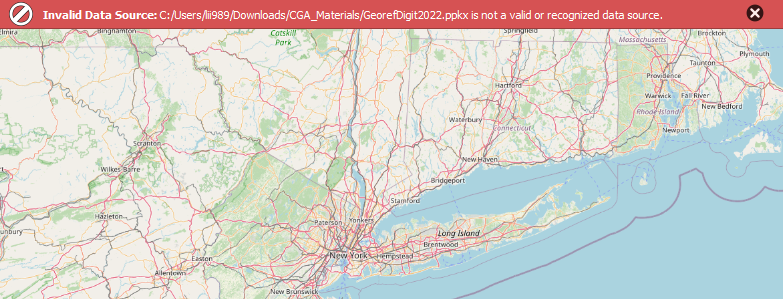 Invalid Data Source: C:/Users/lii989/Downloads/CGA_Materials/GeorefDigit2022.ppkx is not a valid or recognized data source.
Elmira
Binghamton
Catskill
Park
Springfield
Massachusetts
Brockton
Plymouth
Taunton
Providence
Hartford
Warwick
Fall River
New Bedford
Rhode Island
Waterbury
Connecticut
Newport
Scranton
New Haven
Wilkes Barre
Bridgeport
Stamford
Hazleton
Paterson
Yonkers
Long Island
Brentwood
New York
Hempstead
Easton
Allentown
New Brunswick